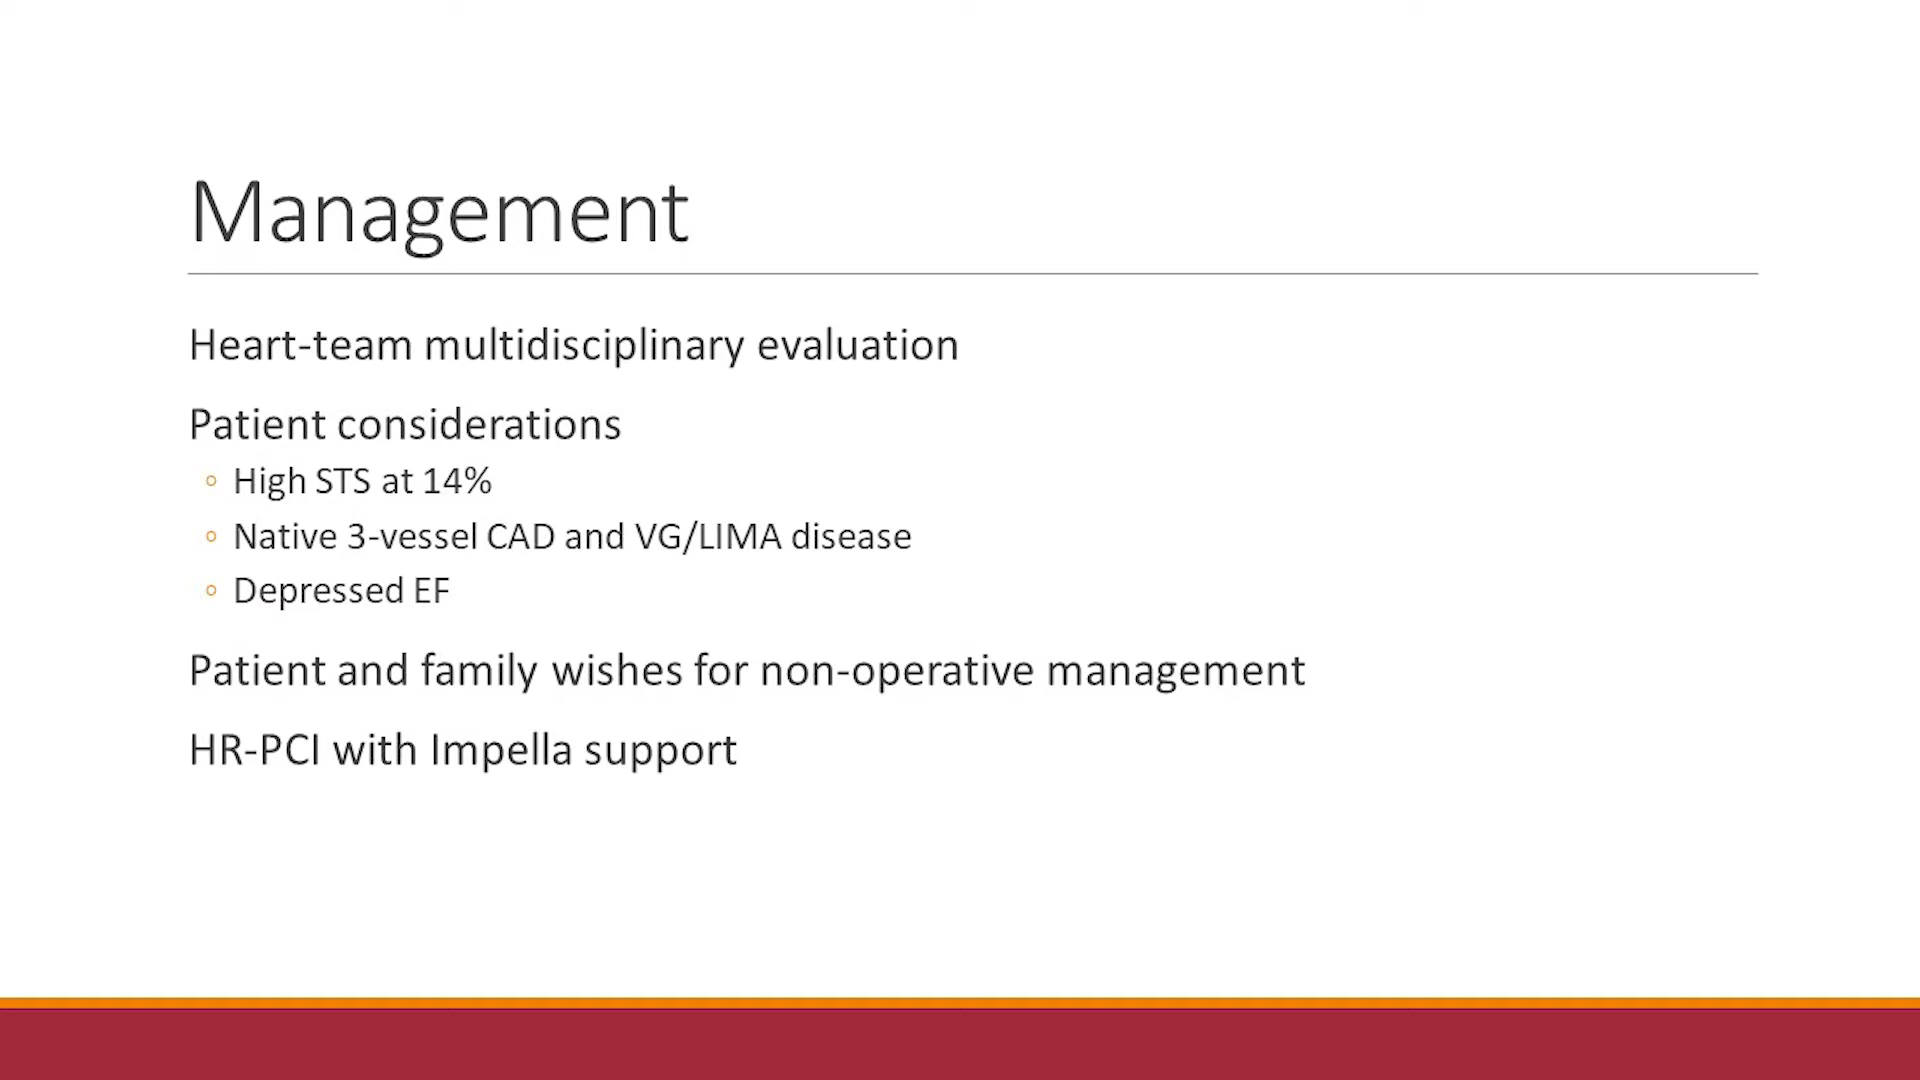 Management
Heart-team multidisciplinary evaluation
Patient considerations
◦ High STS at 14%
◦ Native 3-vessel CAD and VG/LIMA disease
◦ Depressed EF
Patient and family wishes for non-operative management
HR-PCI with Impella support